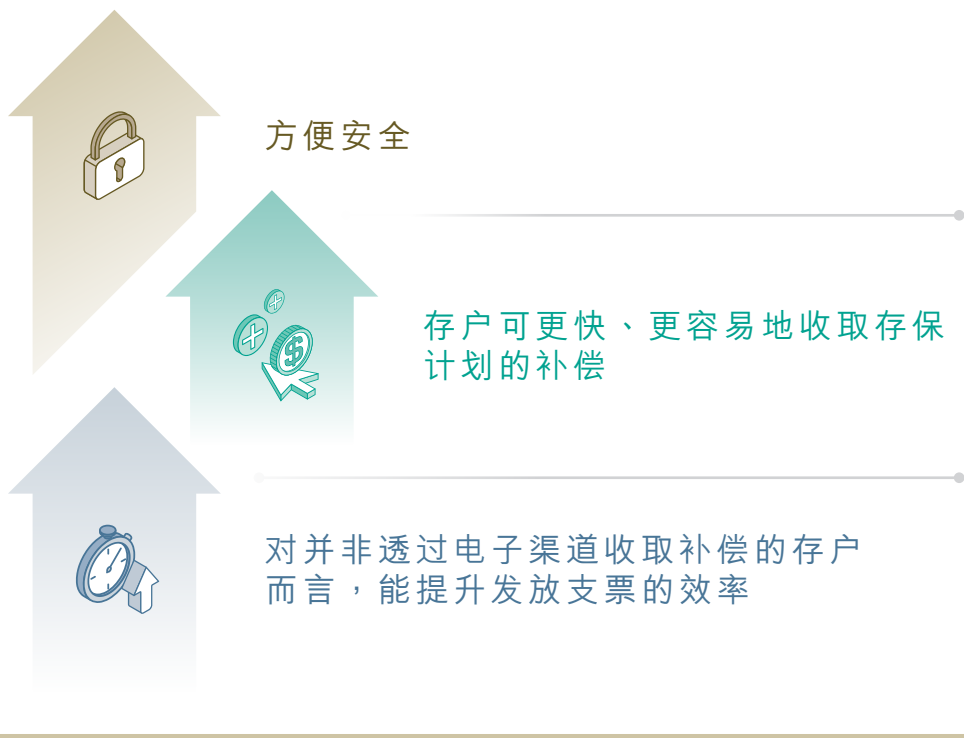 方便安全
存户可更快、更容易地收取存保
计划的补偿
对并非透过电子渠道收取补偿的存户
而言，能提升发放支票的效率